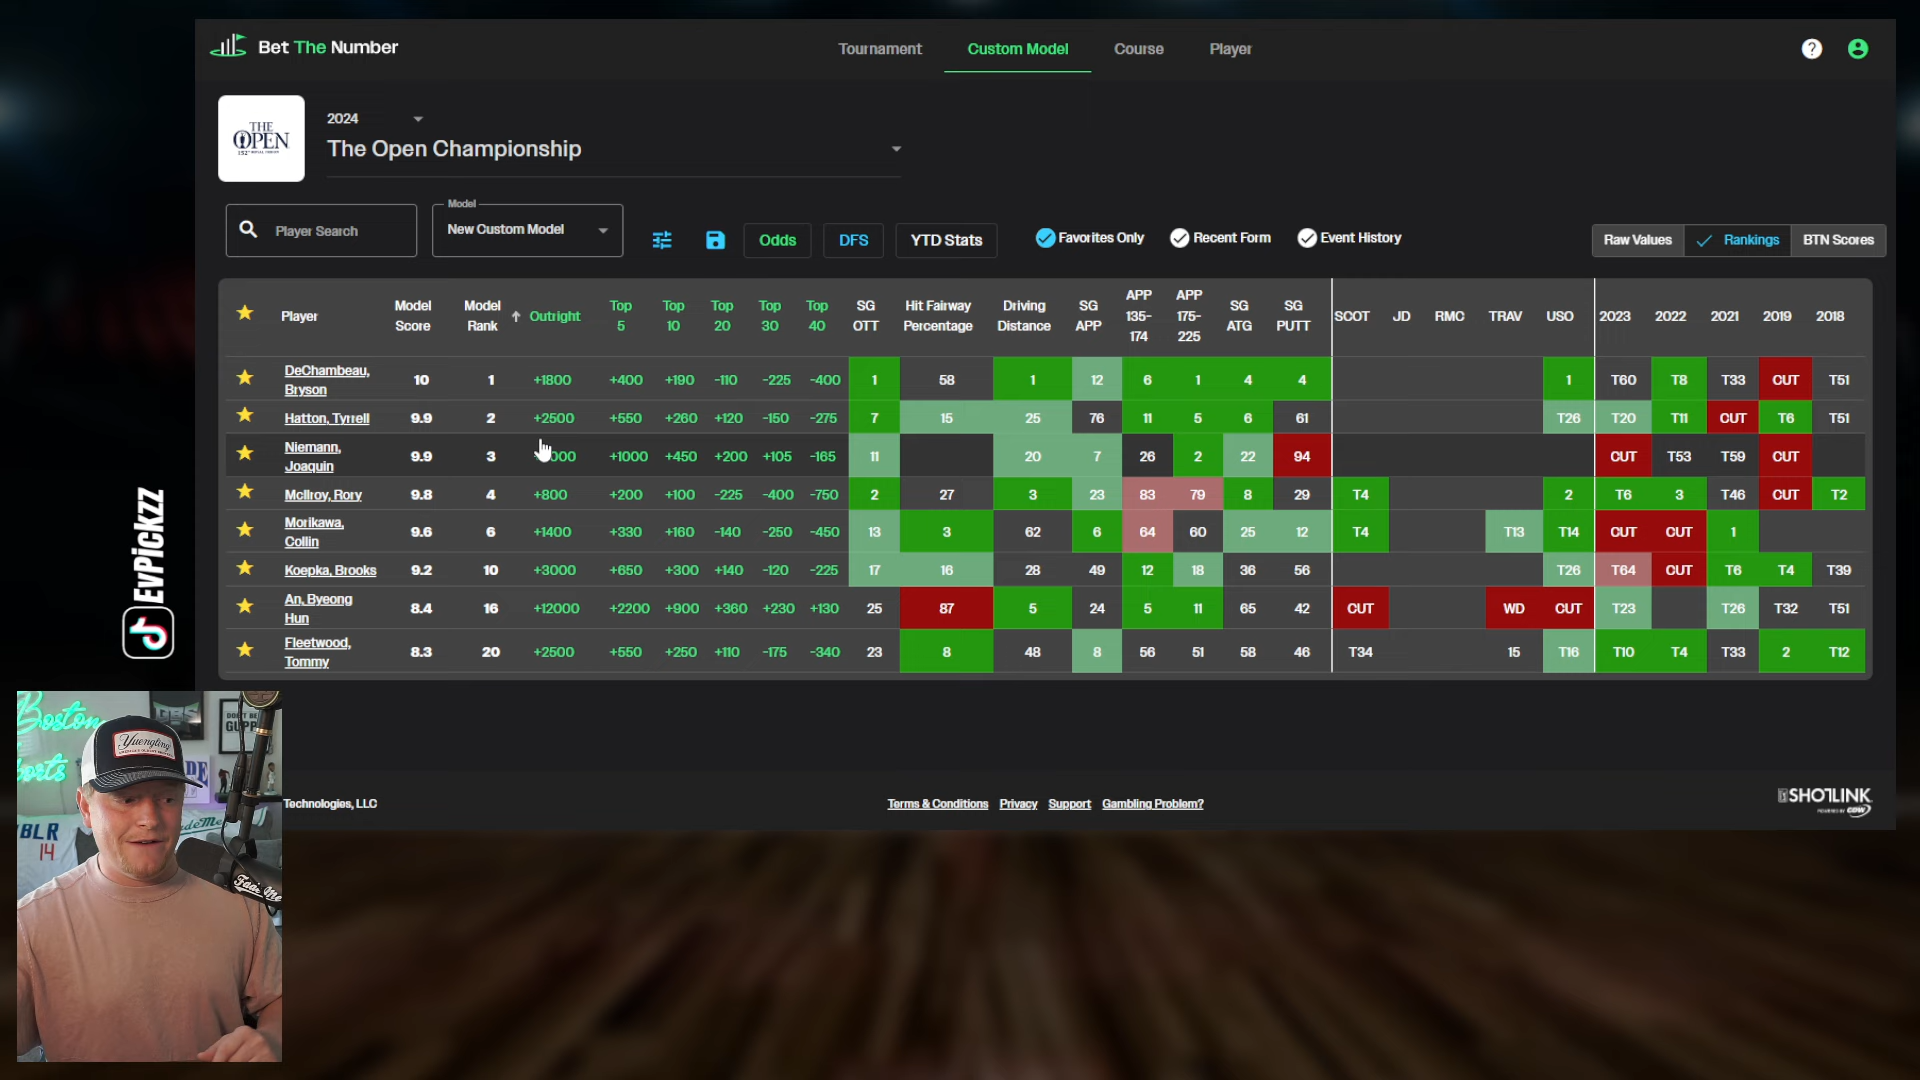 Bet The Number
Tournament Custom Model Course Player
THE OPEN
2024
The Open Championship
Player Search
Model
New Custom Model
Odds DFS YTD Stats Favorites Only Recent Form Event History Raw Values Rankings BTN Scores
Player Model Score Model Rank Outright Top 5 Top 10 Top 20 Top 30 Top 40 SG OTT Hit Fairway Percentage Driving Distance SG APP APP 135-174 APP 175-225 SG ATG SG PUTT SCOT JD RMC TRAV USO 2023 2022 2021 2019 2018
DeChambeau, Bryson 10 1 +1800 +400 +190 -110 -225 -400 1 58 1 12 6 1 4 4 1 T60 T8 T33 CUT T51
Hatton, Tyrrell 9.9 2 +2500 +550 +260 +120 -150 -275 7 15 25 76 11 5 6 61 T26 T20 T11 CUT T6 T51
Niemann, Joaquin 9.9 3 +1000 +450 +200 +105 -165 11 20 7 26 2 22 94 CUT T53 T59 CUT
McIlroy, Rory 9.8 4 +800 +200 +100 -225 -400 -750 2 27 3 23 83 79 8 29 T4 2 T6 3 T46 CUT T2
Morikawa, Collin 9.6 6 +1400 +330 +160 -140 -250 -450 13 3 62 6 64 60 25 12 T4 T13 T14 CUT CUT 1
Koepka, Brooks 9.2 10 +3000 +650 +300 +140 -120 -225 17 16 28 49 12 18 36 56 T26 T64 CUT T6 T4 T39
An, Byeong Hun 8.4 16 +12000 +2200 +900 +360 +230 +130 25 87 5 24 5 11 65 42 CUT WD CUT T23 T26 T32 T51
Fleetwood, Tommy 8.3 20 +2500 +550 +250 +110 -175 -340 23 8 48 8 56 51 58 46 T34 15 T16 T10 T4 T33 2 T12
EvPickzz
Technologies, LLC
Terms & Conditions Privacy Support Gambling Problem?
SHOTLINK
POWERED BY CDW
Boston
Yuengling
14